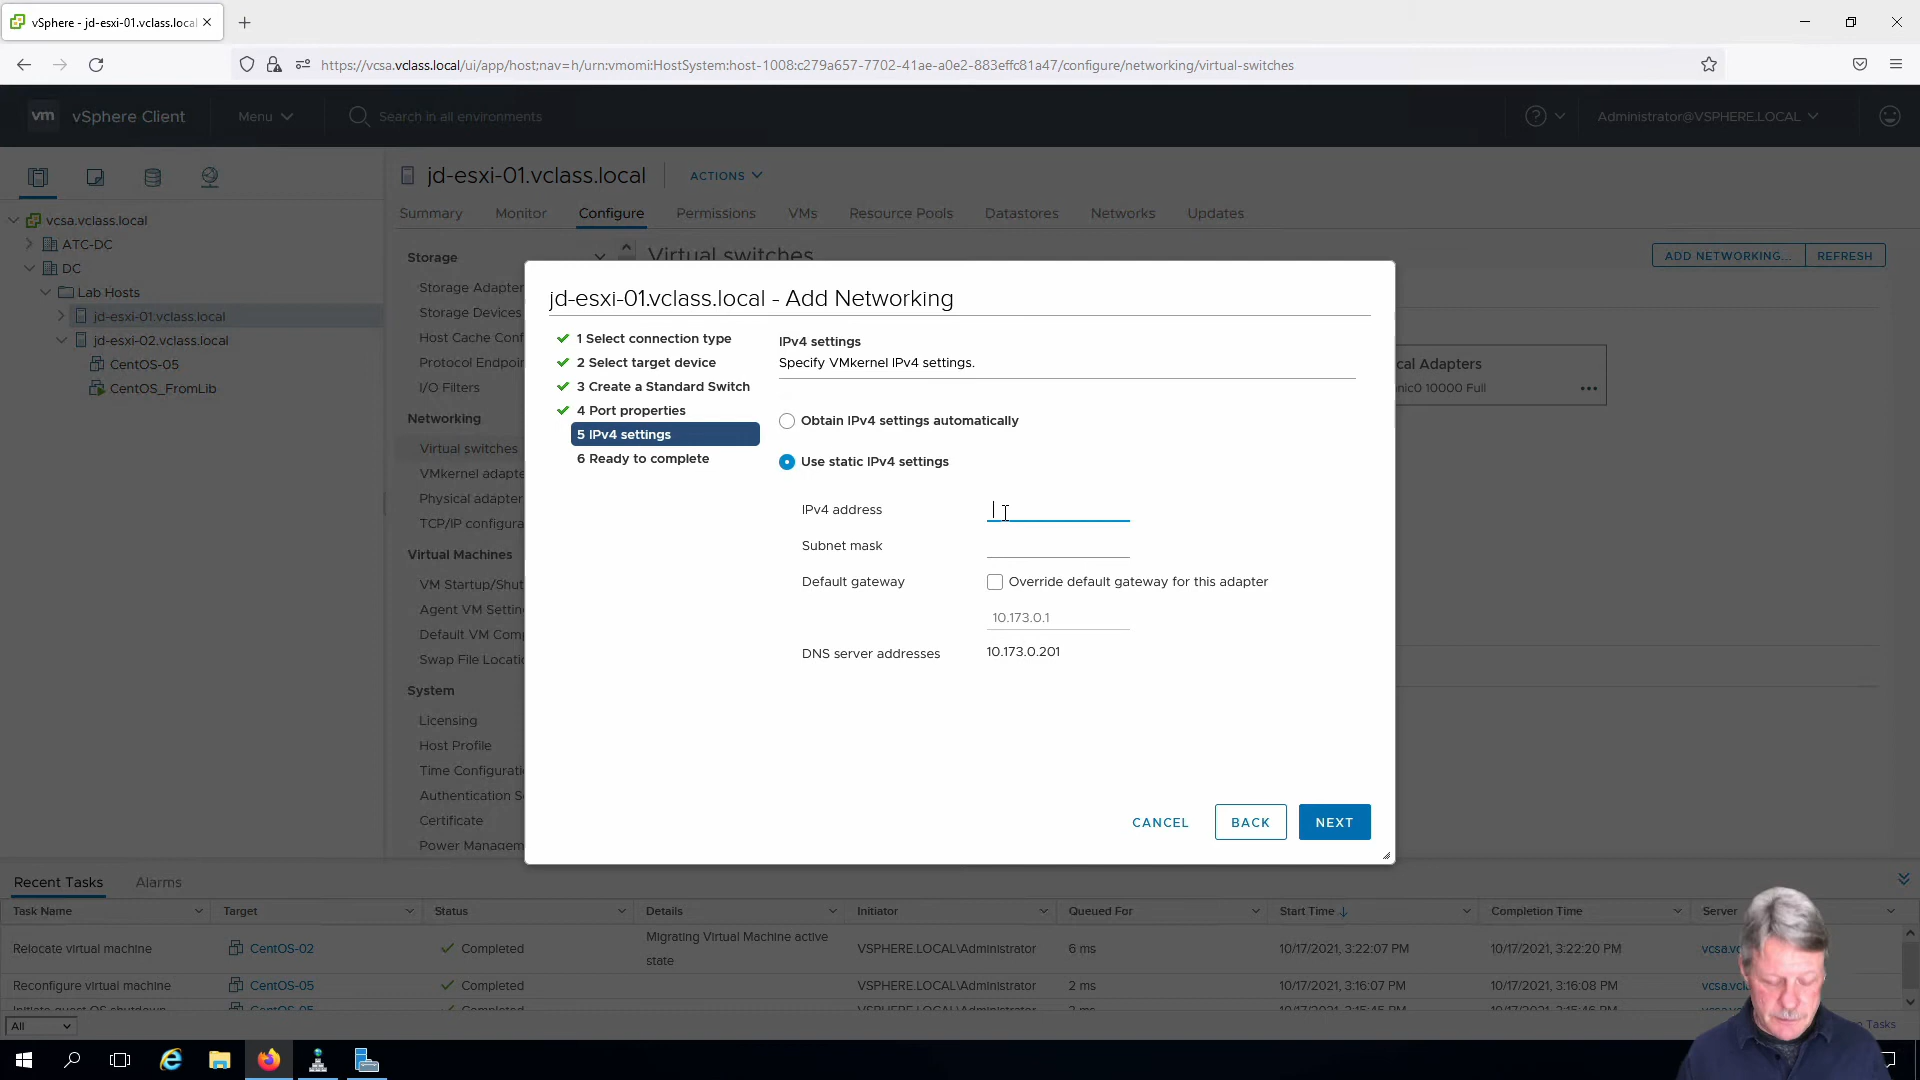 vSphere - jd-esxi-01.vclass.local
https://vcsa.vclass.local/ui/app/host;nav=h/urn:vmomi:HostSystem:host-1008:c279a657-7702-41ae-a0e2-883effc81a47/configure/networking/virtual-switches
vm vSphere Client Menu Search in all environments Administrator@VSPHERE.LOCAL
jd-esxi-01.vclass.local ACTIONS
Summary Monitor Configure Permissions VMs Resource Pools Datastores Networks Updates
vcsa.vclass.local
ATC-DC
DC
Lab Hosts
jd-esxi-01.vclass.local
jd-esxi-02.vclass.local
CentOS-05
CentOS_FromLib
Storage
Storage Adapter
Storage Devices
Host Cache Conf
Protocol Endpoin
I/O Filters
Networking
Virtual switches
VMkernel adapte
Physical adapter
TCP/IP configura
Virtual Machines
VM Startup/Shut
Agent VM Settin
Default VM Com
Swap File Locatio
System
Licensing
Host Profile
Time Configurati
Authentication S
Certificate
Power Managem
Virtual switches
ADD NETWORKING... REFRESH
cal Adapters
nic0 10000 Full
jd-esxi-01.vclass.local - Add Networking
1 Select connection type
2 Select target device
3 Create a Standard Switch
4 Port properties
5 IPv4 settings
6 Ready to complete
IPv4 settings
Specify VMkernel IPv4 settings.
Obtain IPv4 settings automatically
Use static IPv4 settings
IPv4 address
Subnet mask
Default gateway Override default gateway for this adapter
10.173.0.1
DNS server addresses 10.173.0.201
CANCEL BACK NEXT
Recent Tasks Alarms
Task Name Target Status Details Initiator Queued For Start Time Completion Time Server
Relocate virtual machine CentOS-02 Completed Migrating Virtual Machine active state VSPHERE.LOCAL\Administrator 6 ms 10/17/2021, 3:22:07 PM 10/17/2021, 3:22:20 PM
Reconfigure virtual machine CentOS-05 Completed VSPHERE.LOCAL\Administrator 2 ms 10/17/2021, 3:16:07 PM 10/17/2021, 3:16:08 PM
All
Tasks